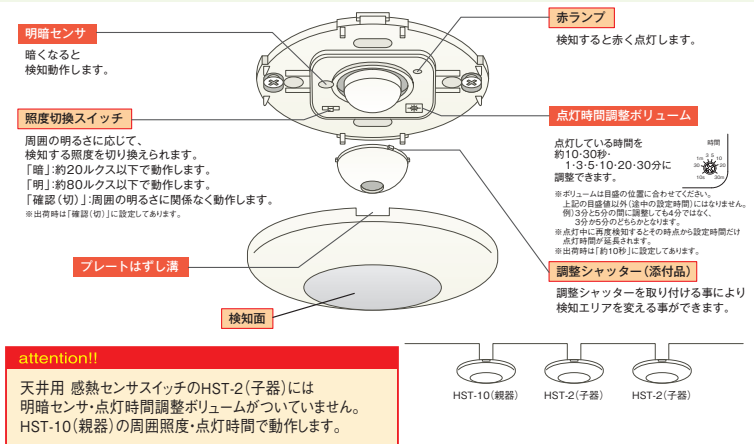 明暗センサ
暗くなると
検知動作します。
赤ランプ
検知すると赤く点灯します。
照度切換スイッチ
周囲の明るさに応じて、
検知する照度を切り換えられます。
「暗」:約20ルクス以下で動作します。
「明」:約80ルクス以下で動作します。
「確認(切)」:周囲の明るさに関係なく動作します。
※出荷時は「確認(切)」に設定してあります。
点灯時間調整ボリューム
点灯している時間を
約10・30秒・
1・3・5・10・20・30分に
調整できます。
時間
3 5
1m 10
30 20
10s 30m
※ボリュームは目盛の位置に合わせてください。
上記の目盛値以外(途中の設定時間)にはなりません。
例)3分と5分の間に調整しても4分ではなく、
3分か5分のどちらかとなります。
※点灯中に再度検知するとその時点から設定時間だけ
点灯時間が延長されます。
※出荷時は「約10秒」に設定してあります。
プレートはずし溝
調整シャッター(添付品)
調整シャッターを取り付ける事により
検知エリアを変える事ができます。
検知面
attention!!
天井用 感熱センサスイッチのHST-2(子器)には
明暗センサ・点灯時間調整ボリュームがついていません。
HST-10(親器)の周囲照度・点灯時間で動作します。
HST-10(親器) HST-2(子器) HST-2(子器)